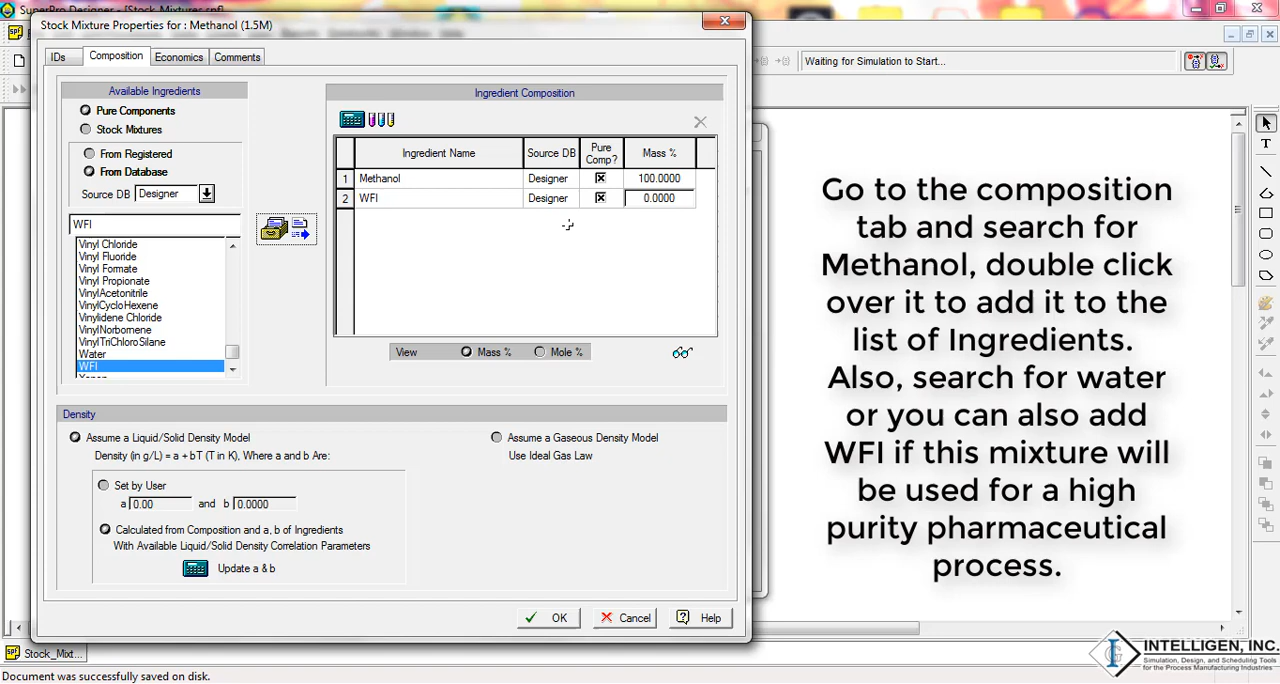 SuperPro Designer - [Stock_Mixtures.spf]
Stock Mixture Properties for : Methanol (1.5M)
IDs
Composition
Economics
Comments
Waiting for Simulation to Start...
Available Ingredients
Pure Components
Stock Mixtures
From Registered
From Database
Source DB Designer
WFI
Vinyl Chloride
Vinyl Fluoride
Vinyl Formate
Vinyl Propionate
VinylAcetonitrile
VinylCycloHexene
Vinylidene Chloride
VinylNorbornene
VinylTriChloroSilane
Water
WFI
Ingredient Composition
Ingredient Name Source DB Pure Comp? Mass %
1 Methanol Designer 100.0000
2 WFI Designer 0.0000
View Mass % Mole %
Density
Assume a Liquid/Solid Density Model
Density (in g/L) = a + bT (T in K), Where a and b Are:
Set by User
a 0.00 and b 0.0000
Calculated from Composition and a, b of Ingredients
With Available Liquid/Solid Density Correlation Parameters
Update a & b
Assume a Gaseous Density Model
Use Ideal Gas Law
OK
Cancel
Help
Go to the composition
tab and search for
Methanol, double click
over it to add it to the
list of Ingredients.
Also, search for water
or you can also add
WFI if this mixture will
be used for a high
purity pharmaceutical
process.
Stock_Mixt...
Document was successfully saved on disk.
INTELLIGEN, INC.
Simulation, Design, and Scheduling Tools
for the Process Manufacturing Industries